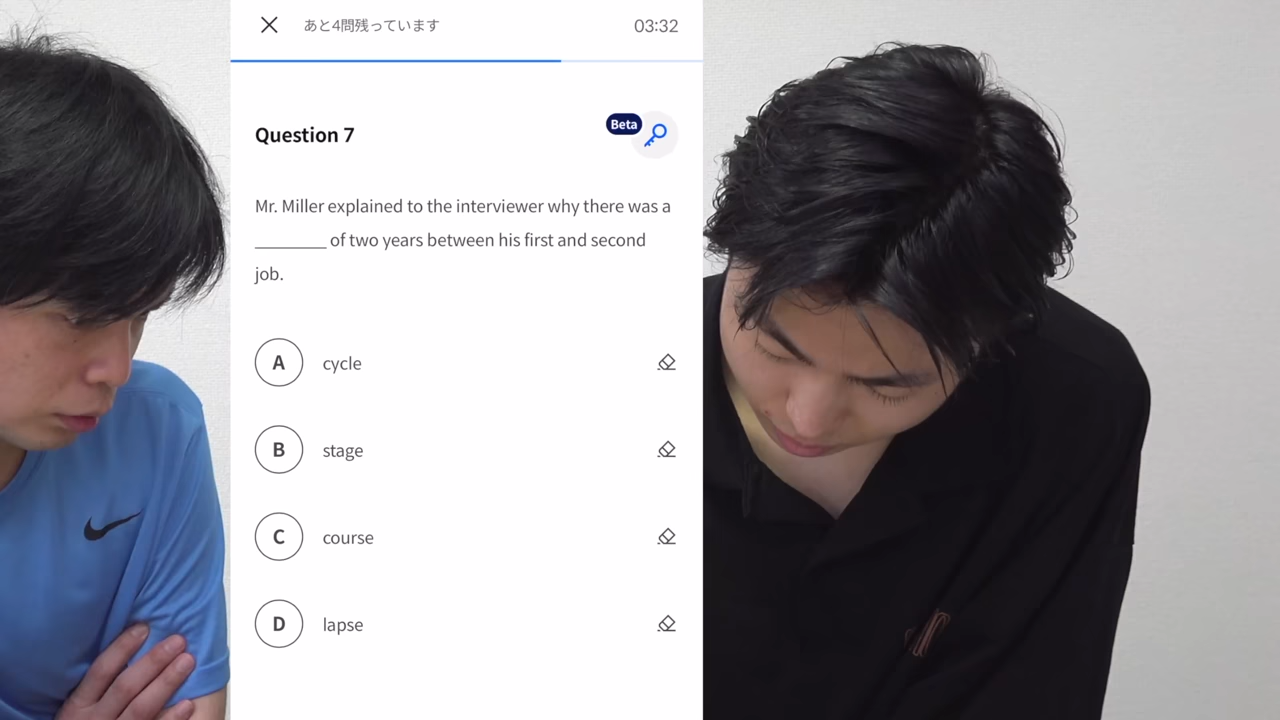 あと4問残っています
03:32
Question 7
Beta
Mr. Miller explained to the interviewer why there was a
________ of two years between his first and second
job.
A cycle
B stage
C course
D lapse